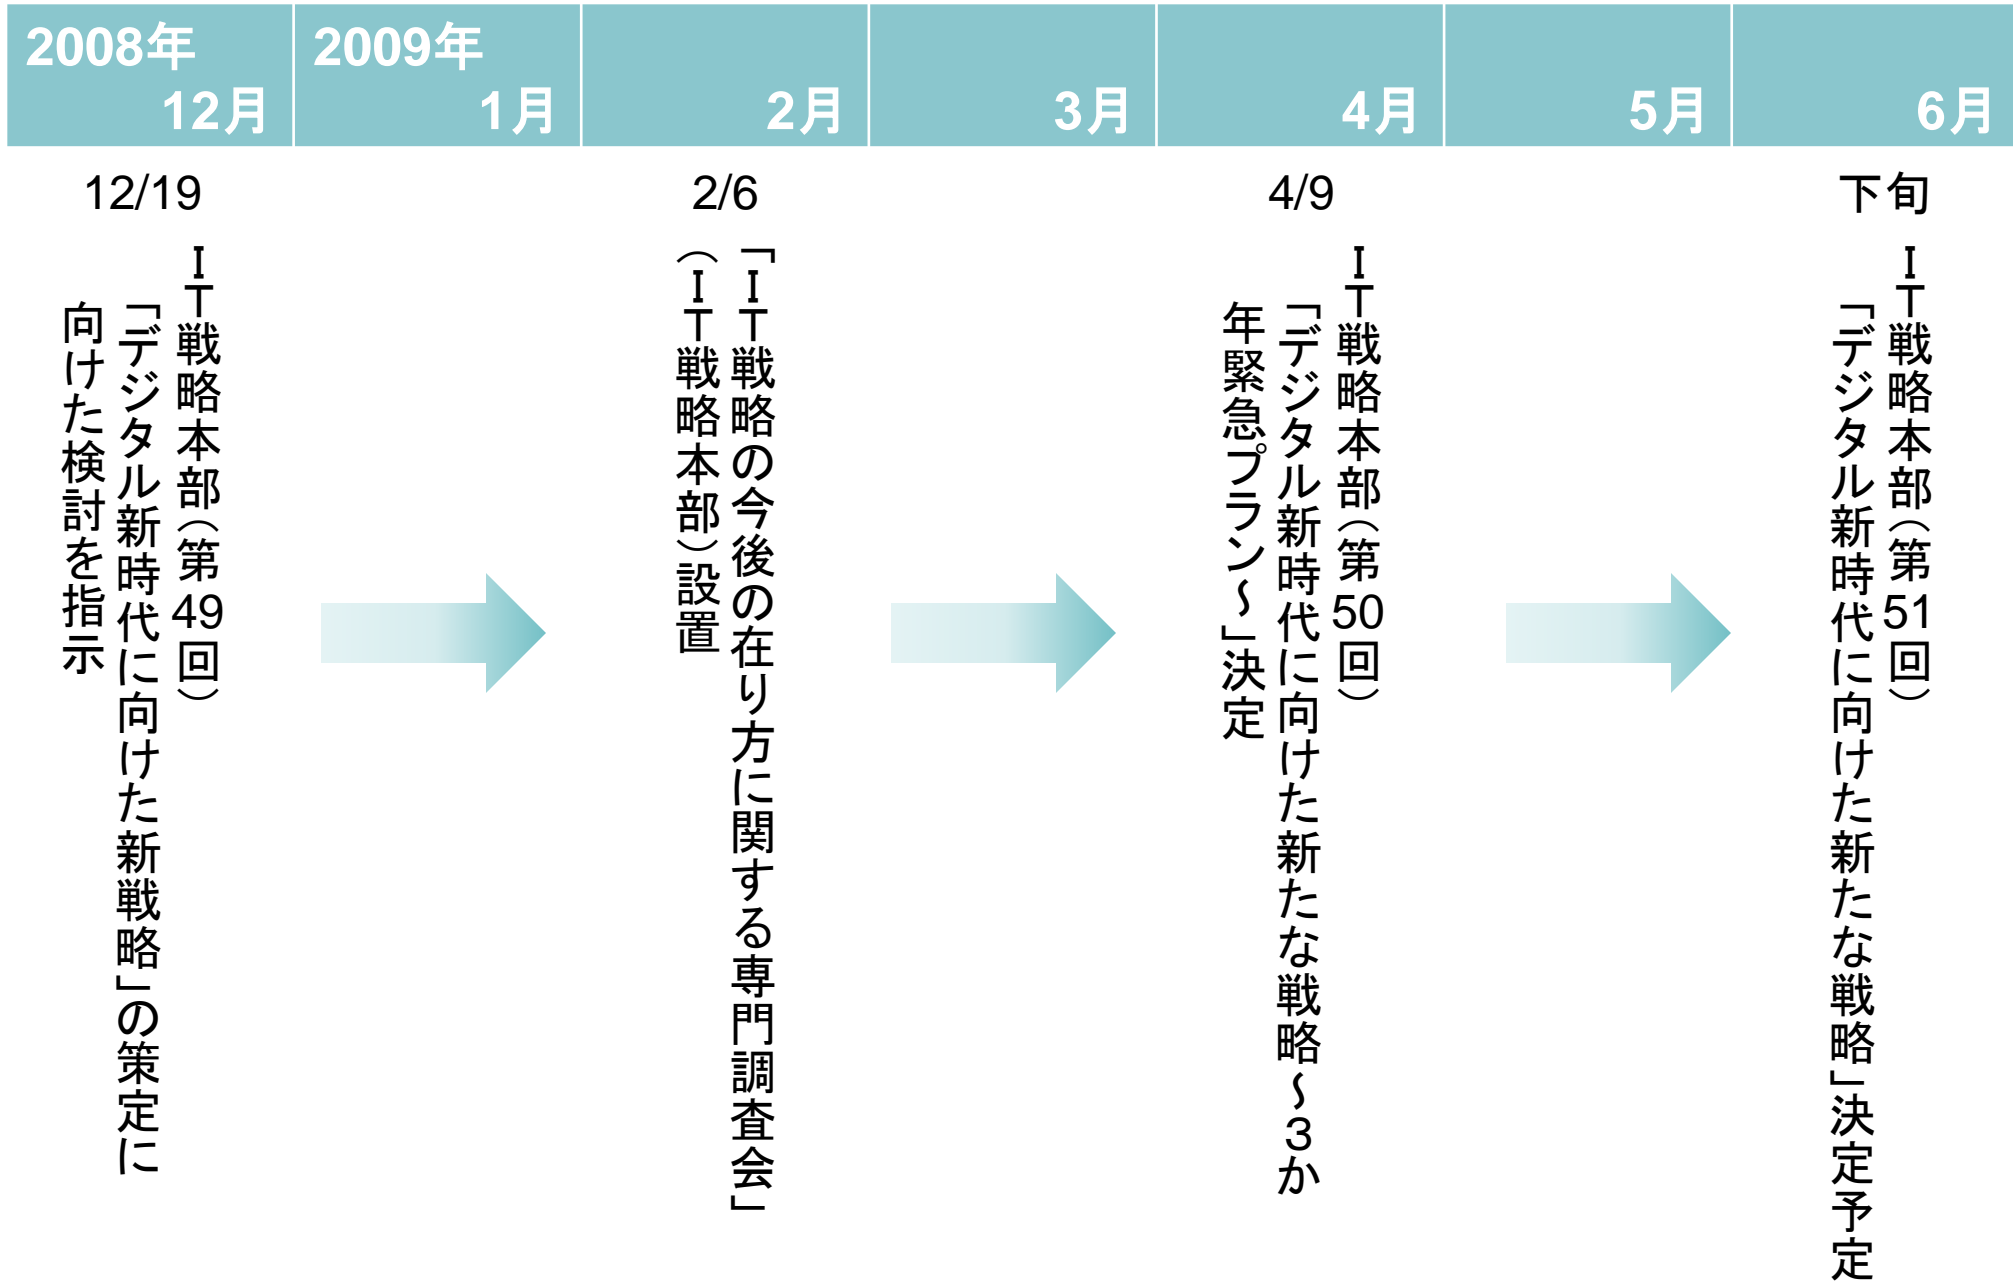 2008年
12月
2009年
1月
2月
3月
4月
5月
6月
12/19
ＩＴ戦略本部（第49回）
「デジタル新時代に向けた新戦略」の策定に
向けた検討を指示
2/6
「ＩＴ戦略の今後の在り方に関する専門調査会」
（ＩＴ戦略本部）設置
4/9
ＩＴ戦略本部（第50回）
「デジタル新時代に向けた新たな戦略～３か
年緊急プラン～」決定
下旬
ＩＴ戦略本部（第51回）
「デジタル新時代に向けた新たな戦略」決定予定